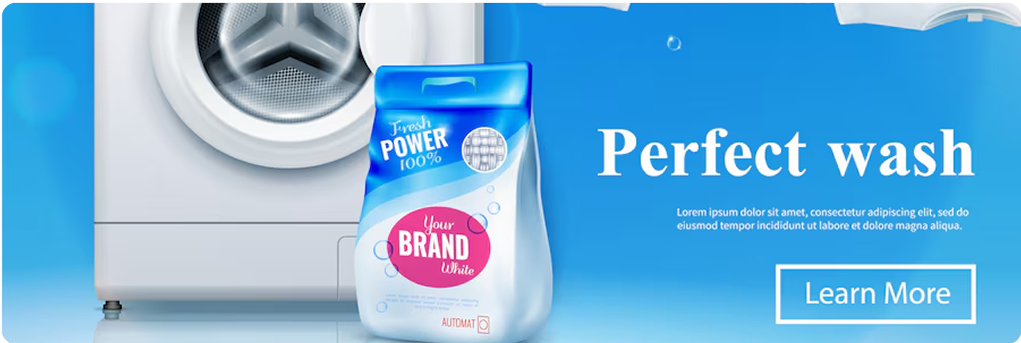 Fresh
POWER
100%
Your
BRAND
White
AUTOMAT
Perfect wash
Lorem ipsum dolor sit amet, consectetur adipiscing elit, sed do
eiusmod tempor incididunt ut labore et dolore magna aliqua.
Learn More